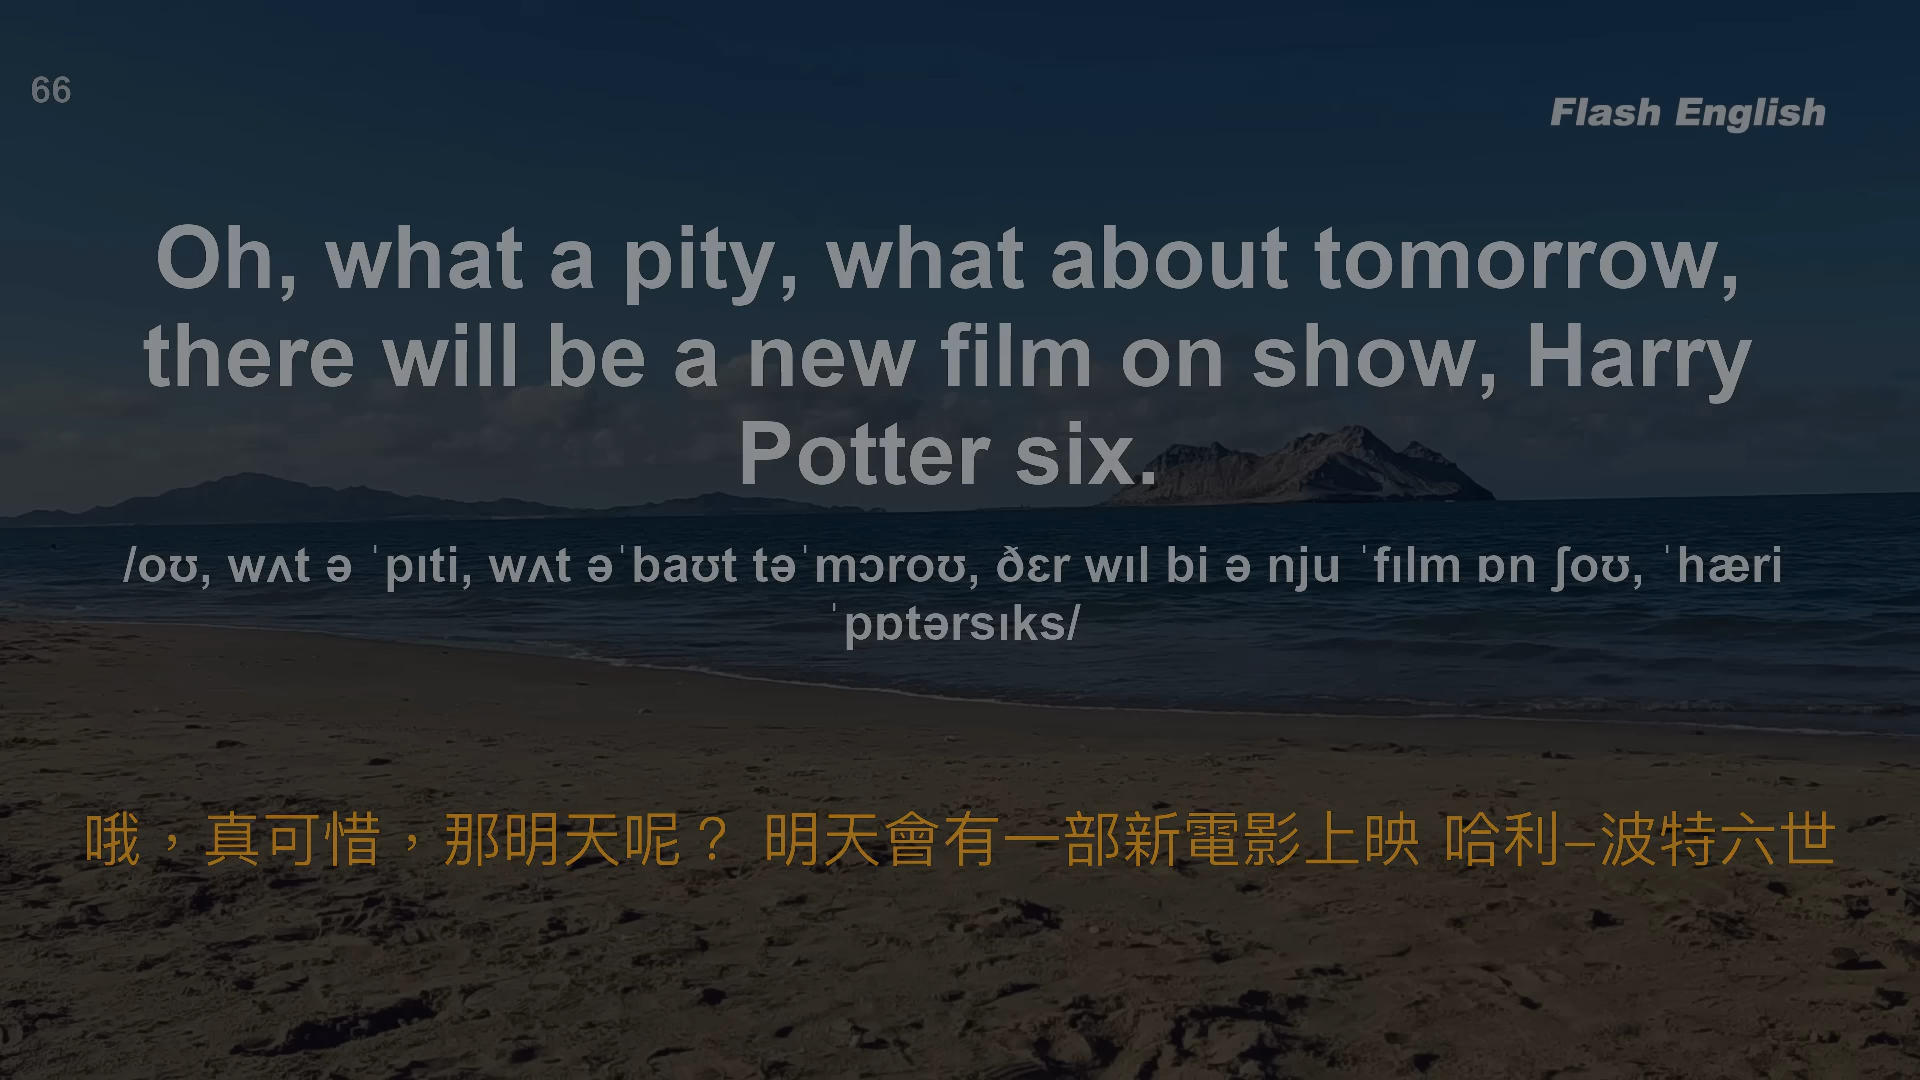 66
Flash English
Oh, what a pity, what about tomorrow,
there will be a new film on show, Harry
Potter six.
/oʊ, wʌt ə ˈpɪti, wʌt əˈbaʊt təˈmɔroʊ, ðɛr wɪl bi ə nju ˈfɪlm ɒn ʃoʊ, ˈhæri
ˈpɒtərsɪks/
哦，真可惜，那明天呢？ 明天會有一部新電影上映 哈利–波特六世